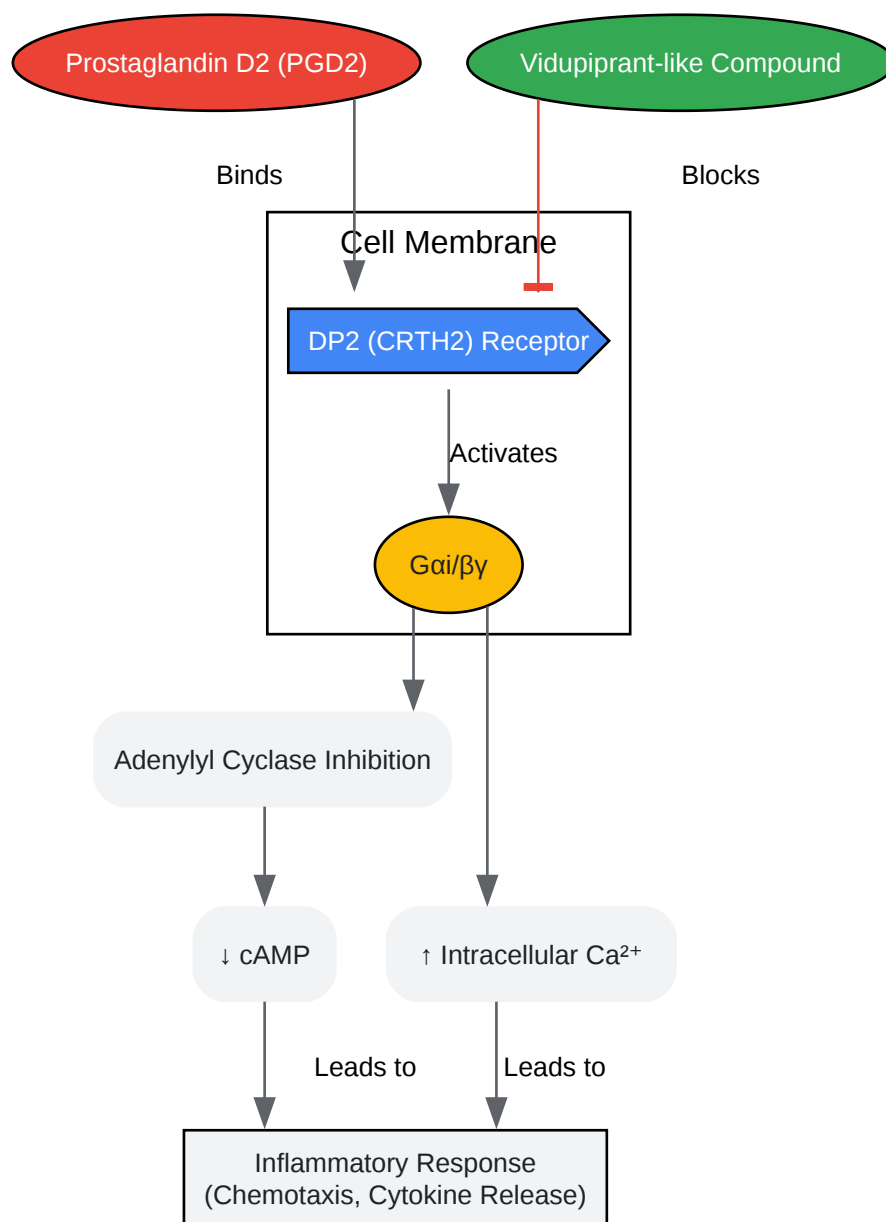 Prostaglandin D2 (PGD2)
Vidupiprant-like Compound
Binds
Blocks
Cell Membrane
DP2 (CRTH2) Receptor
Activates
Gαi/βγ
Adenylyl Cyclase Inhibition
↓ cAMP
↑ Intracellular Ca²⁺
Leads to
Leads to
Inflammatory Response
(Chemotaxis, Cytokine Release)